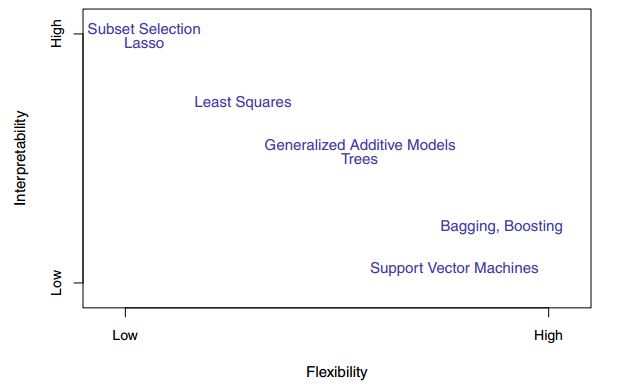 High
Subset Selection
Lasso
Least Squares
Generalized Additive Models
Trees
Interpretability
Bagging, Boosting
Support Vector Machines
Low
Low
High
Flexibility